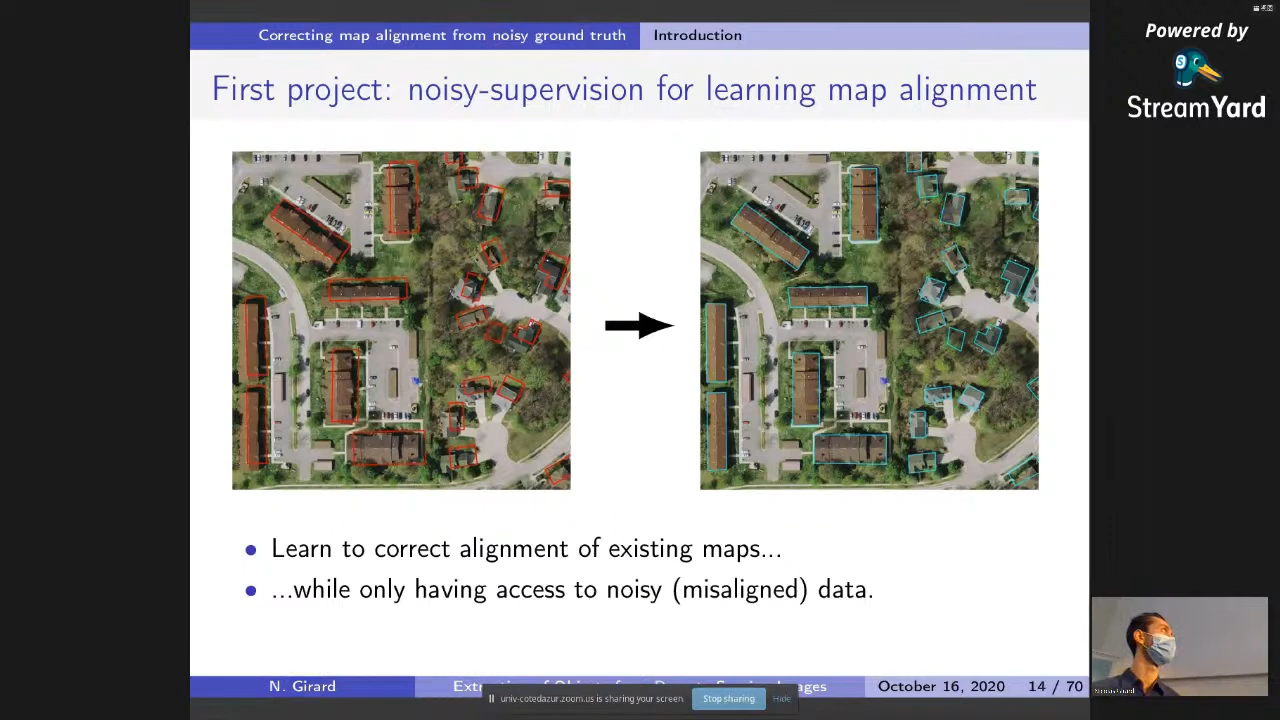 Correcting map alignment from noisy ground truth
Introduction
Powered by
StreamYard
First project: noisy-supervision for learning map alignment
• Learn to correct alignment of existing maps...
• ...while only having access to noisy (misaligned) data.
N. Girard
October 16, 2020
14 / 70
univ-cotedazur.zoom.us is sharing your screen.
Stop sharing
Hide